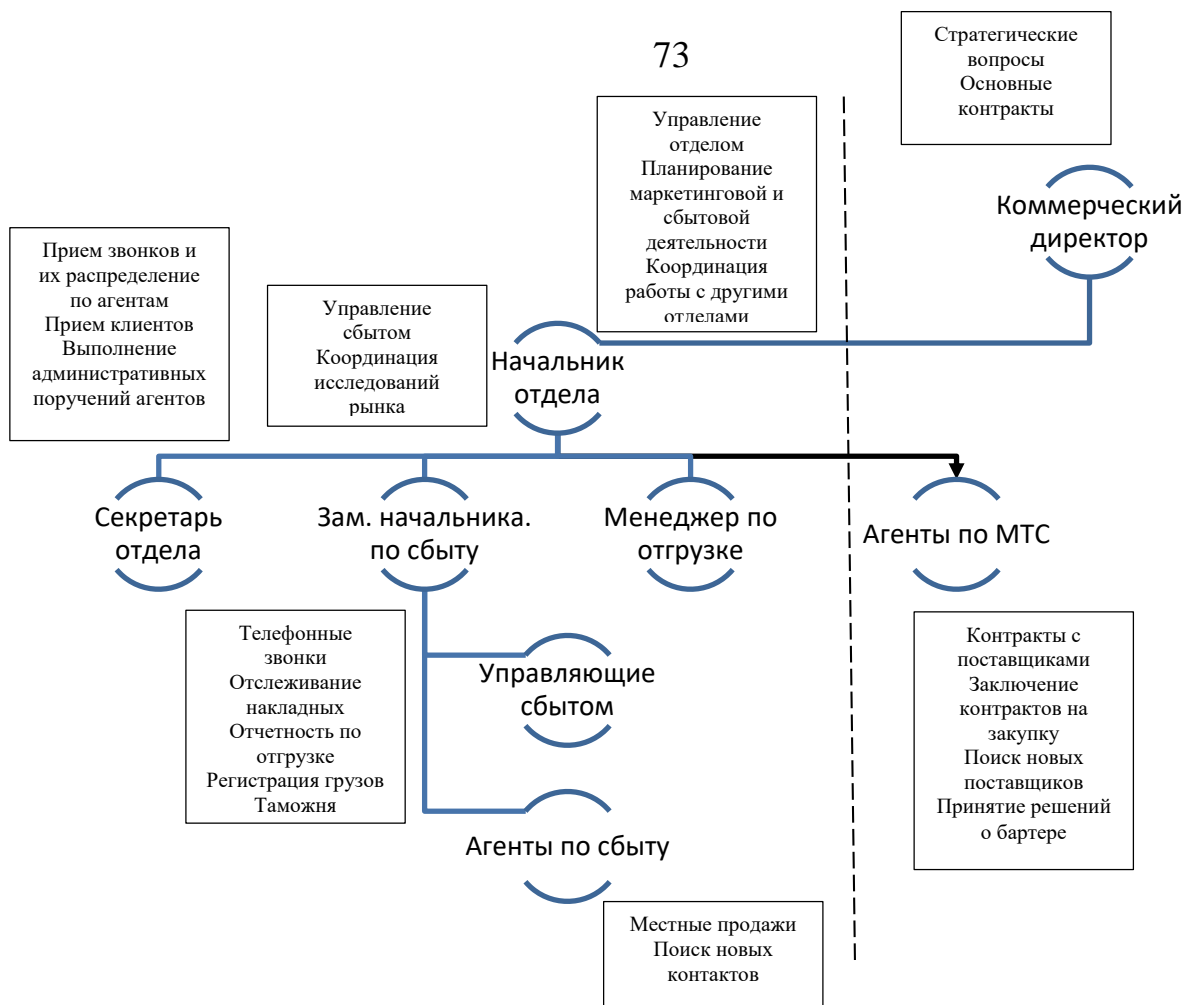 73
Стратегические
вопросы
Основные
контракты
Управление
отделом
Планирование
маркетинговой и
сбытовой
деятельности
Координация
работы с другими
отделами
Коммерческий
директор
Прием звонков и
их распределение
по агентам
Прием клиентов
Выполнение
административных
поручений агентов
Управление
сбытом
Координация
исследований
рынка
Начальник
отдела
Секретарь
отдела
Зам. начальника.
по сбыту
Менеджер по
отгрузке
Агенты по МТС
Телефонные
звонки
Отслеживание
накладных
Отчетность по
отгрузке
Регистрация грузов
Таможня
Управляющие
сбытом
Контракты с
поставщиками
Заключение
контрактов на
закупку
Поиск новых
поставщиков
Принятие решений
о бартере
Агенты по сбыту
Местные продажи
Поиск новых
контактов